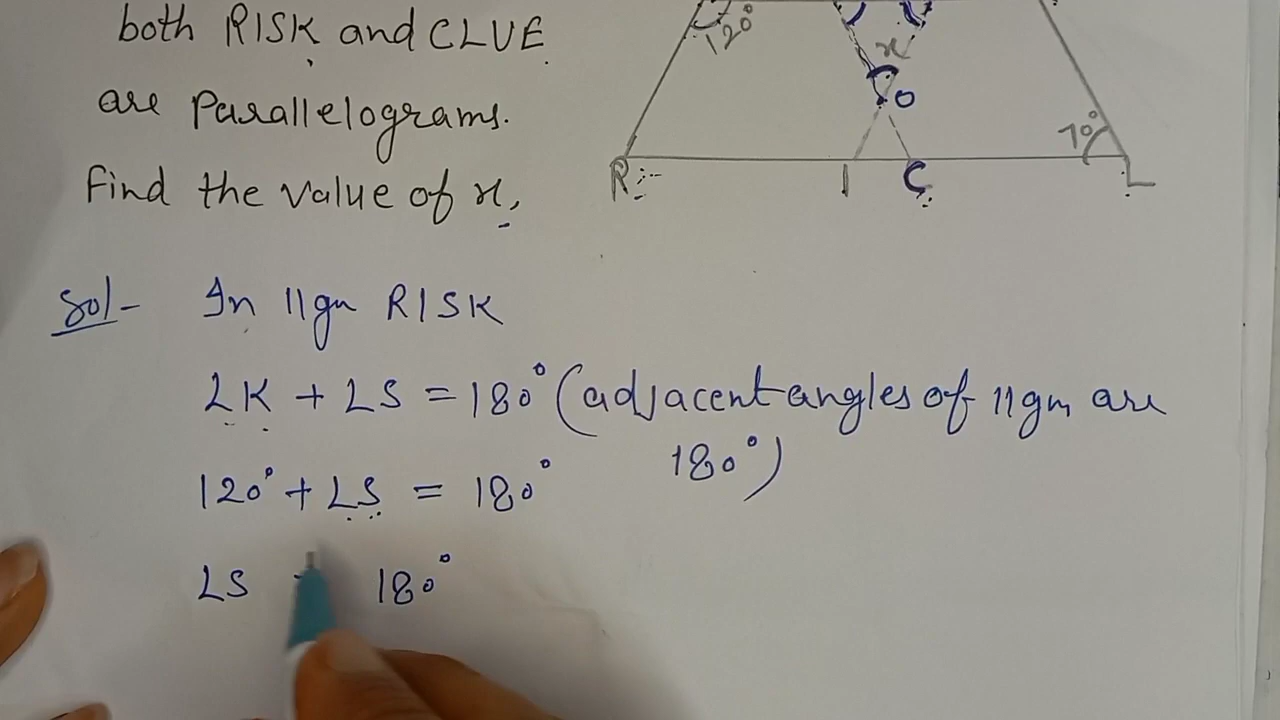 both RISK and CLUE
are parallelograms.
Find the value of x,
120°
x
O
70°
R
I
C
L
Sol- In ||gm RISK
∠K + ∠S = 180° (adjacent angles of ||gm are
180°)
120° + ∠S = 180°
∠S 180°